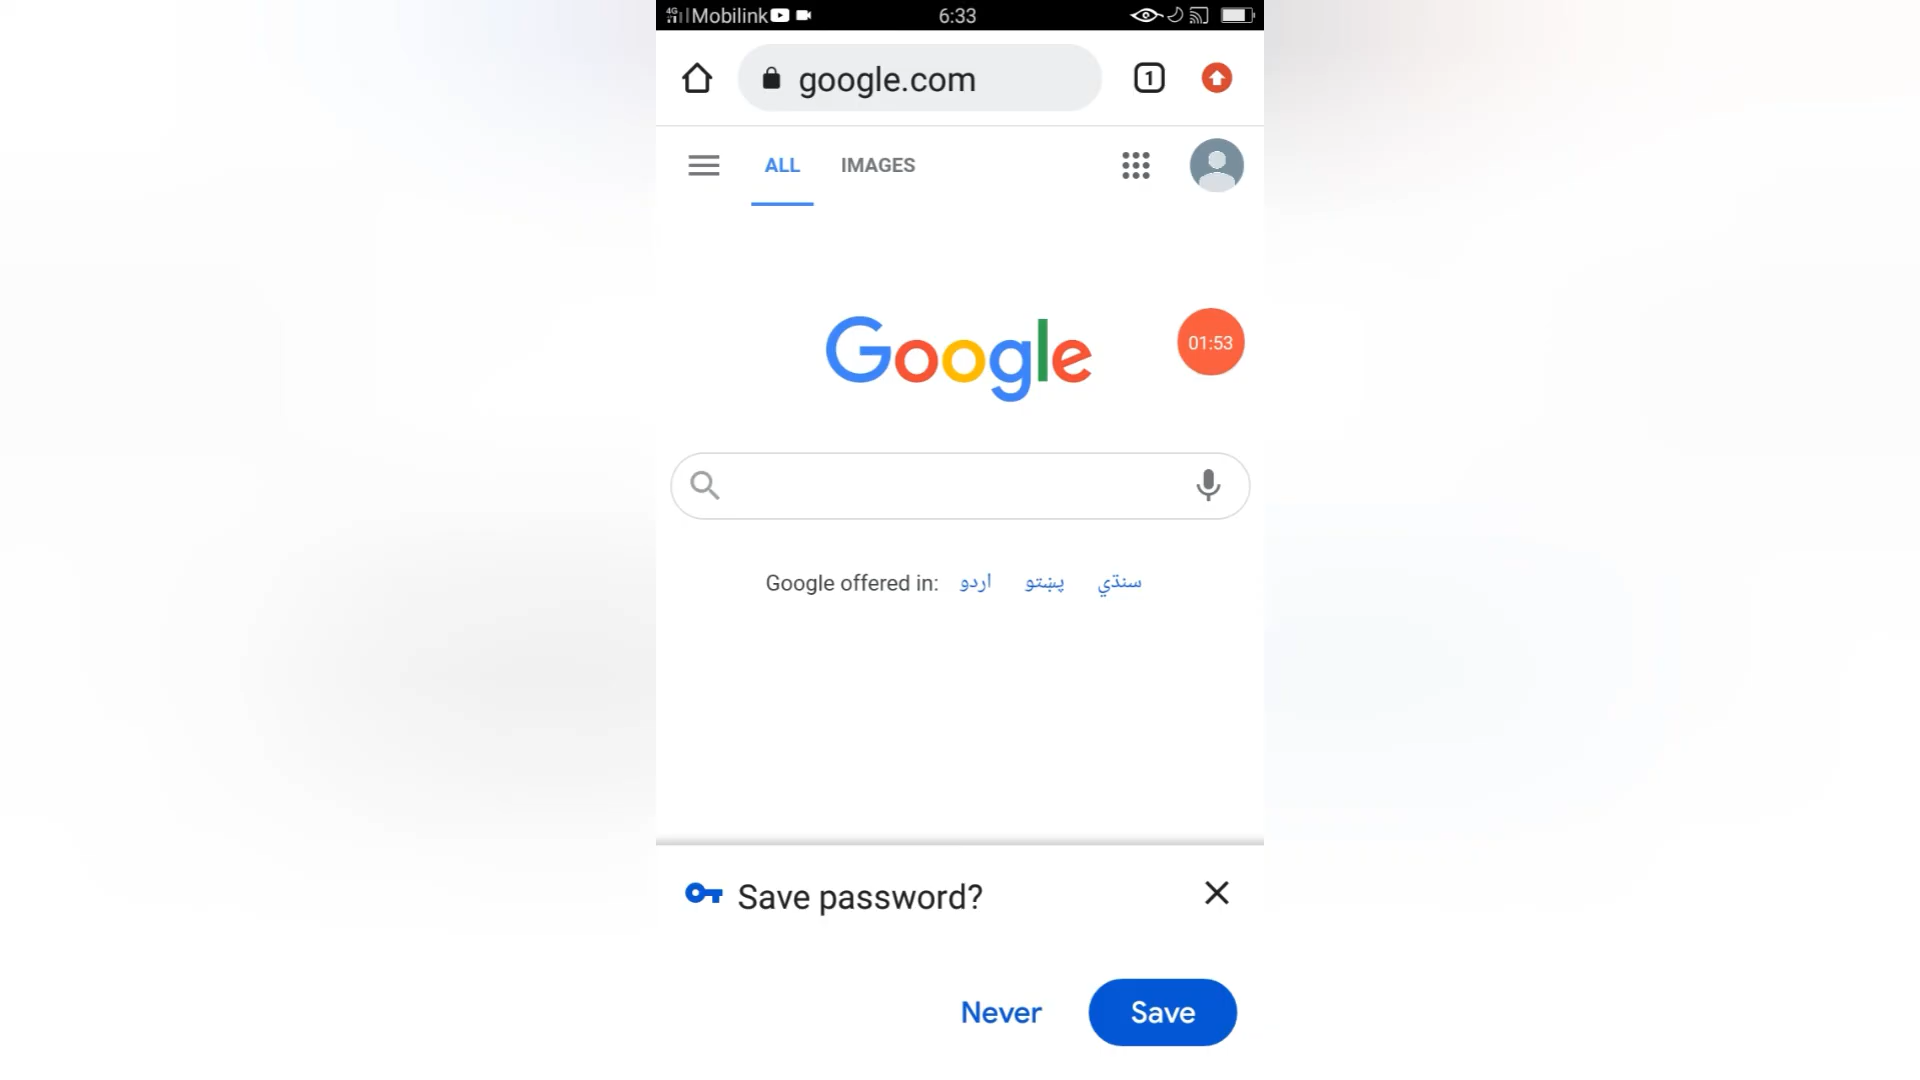 4G Mobilink 6:33
google.com 1
ALL IMAGES
Google
01:53
Google offered in: اردو پښتو سنڌي
Save password?
Never Save